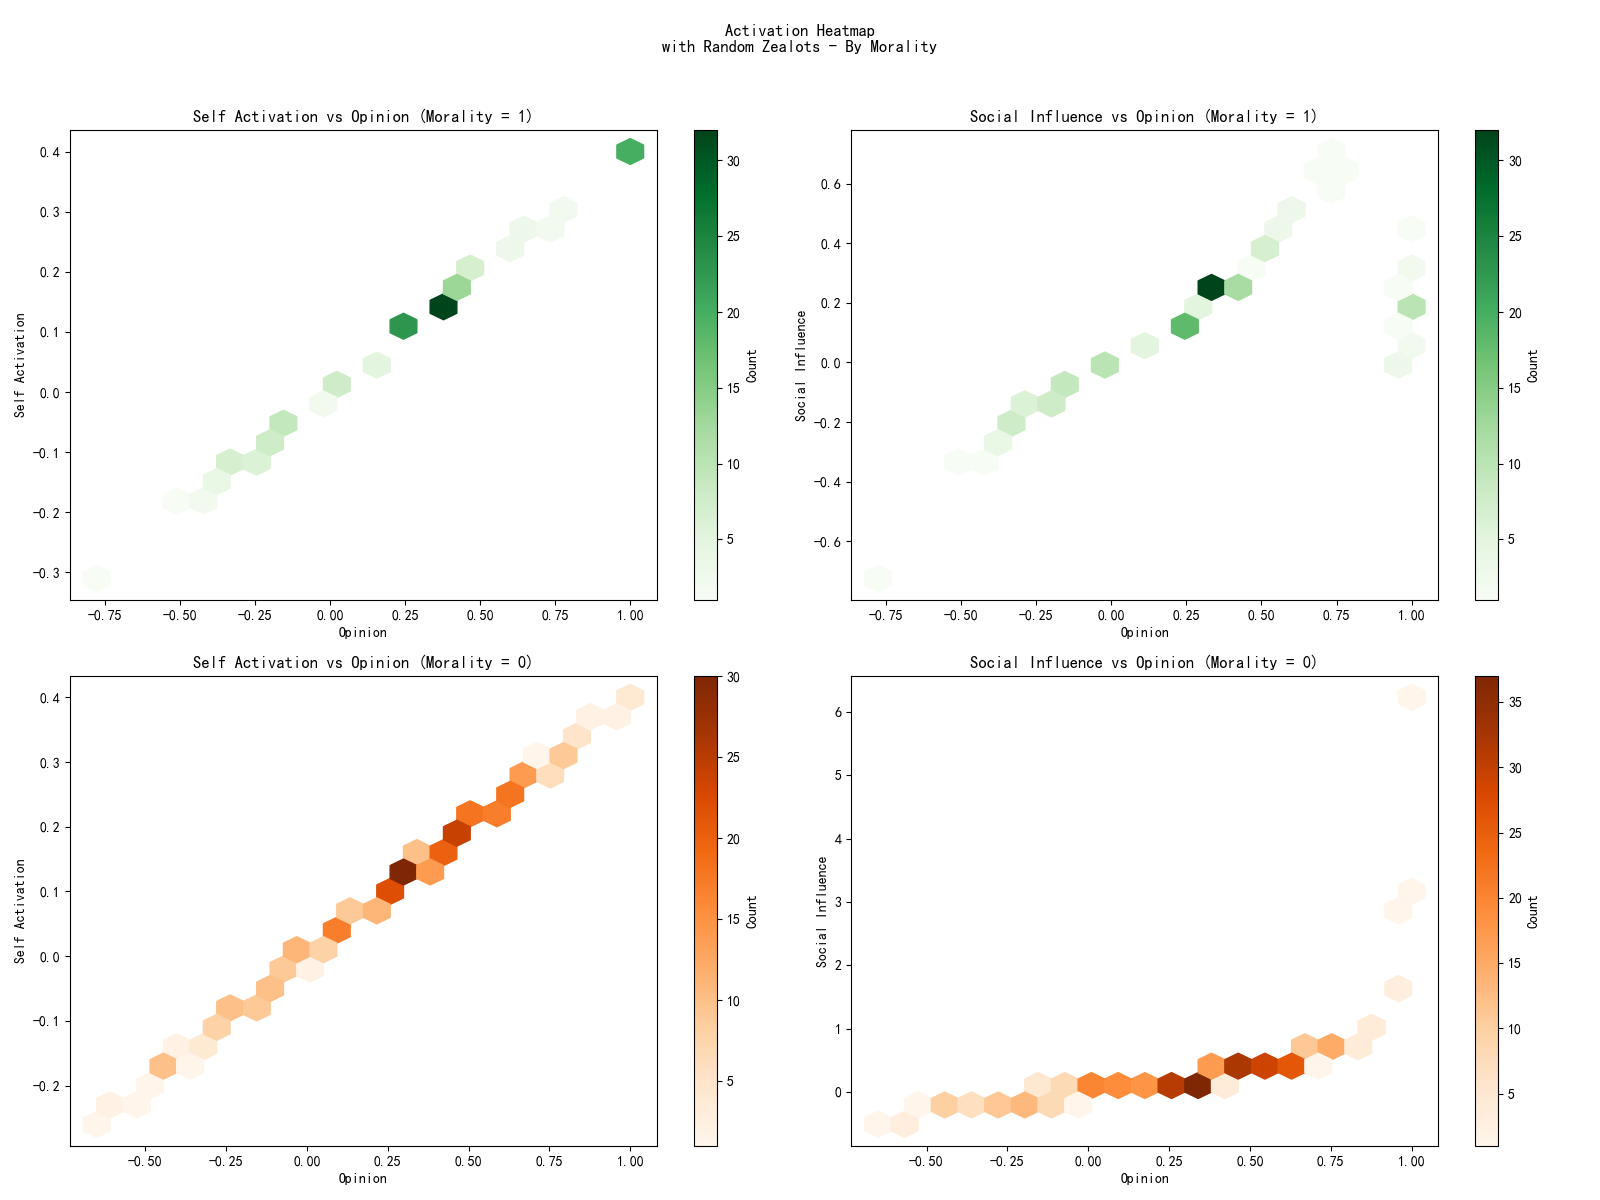 Activation Heatmap
with Random Zealots - By Morality
Self Activation vs Opinion (Morality = 1)
Self Activation
0.4
0.3
0.2
0.1
0.0
-0.1
-0.2
-0.3
-0.75 -0.50 -0.25 0.00 0.25 0.50 0.75 1.00
Opinion
30
25
20
15
10
5
Count
Social Influence vs Opinion (Morality = 1)
Social Influence
0.6
0.4
0.2
0.0
-0.2
-0.4
-0.6
-0.75 -0.50 -0.25 0.00 0.25 0.50 0.75 1.00
Opinion
30
25
20
15
10
5
Count
Self Activation vs Opinion (Morality = 0)
Self Activation
0.4
0.3
0.2
0.1
0.0
-0.1
-0.2
-0.50 -0.25 0.00 0.25 0.50 0.75 1.00
Opinion
30
25
20
15
10
5
Count
Social Influence vs Opinion (Morality = 0)
Social Influence
6
5
4
3
2
1
0
-0.50 -0.25 0.00 0.25 0.50 0.75 1.00
Opinion
35
30
25
20
15
10
5
Count